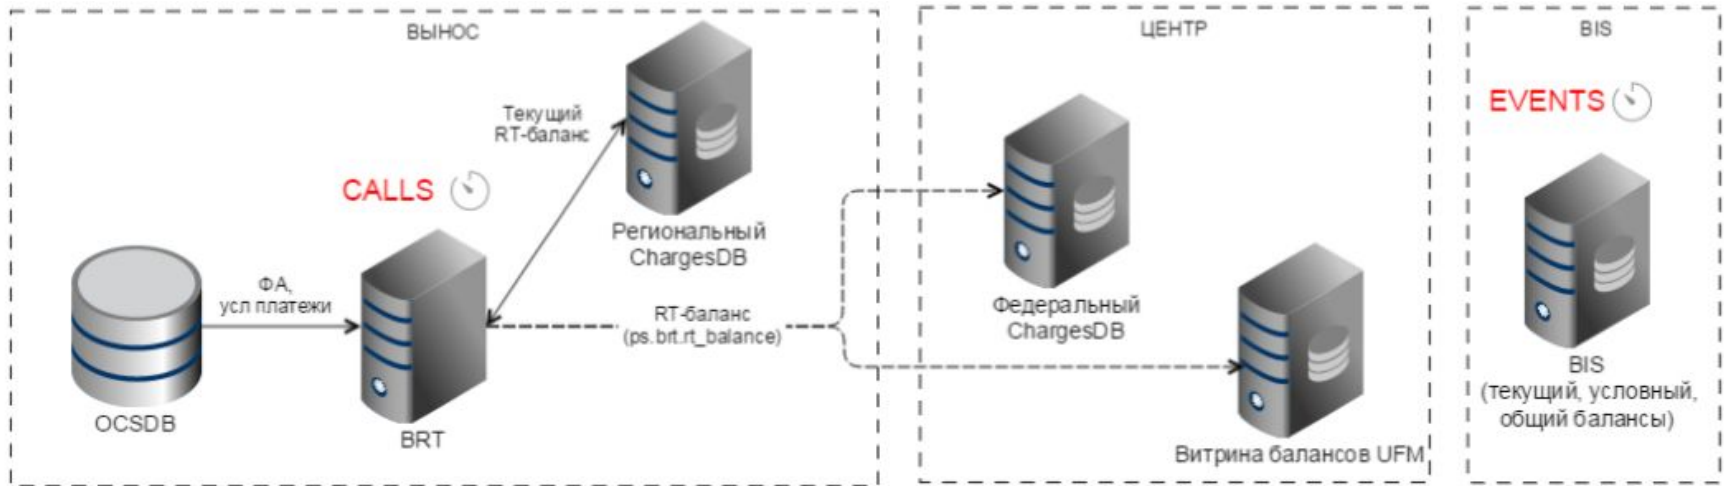 ВЫНОС
Текущий
RT-баланс
CALLS
Региональный
ChargesDB
ФА,
усл платежи
RT-баланс
(ps.brt.rt_balance)
OCSDB
BRT
ЦЕНТР
Федеральный
ChargesDB
Витрина балансов UFM
BIS
EVENTS
BIS
(текущий, условный,
общий балансы)